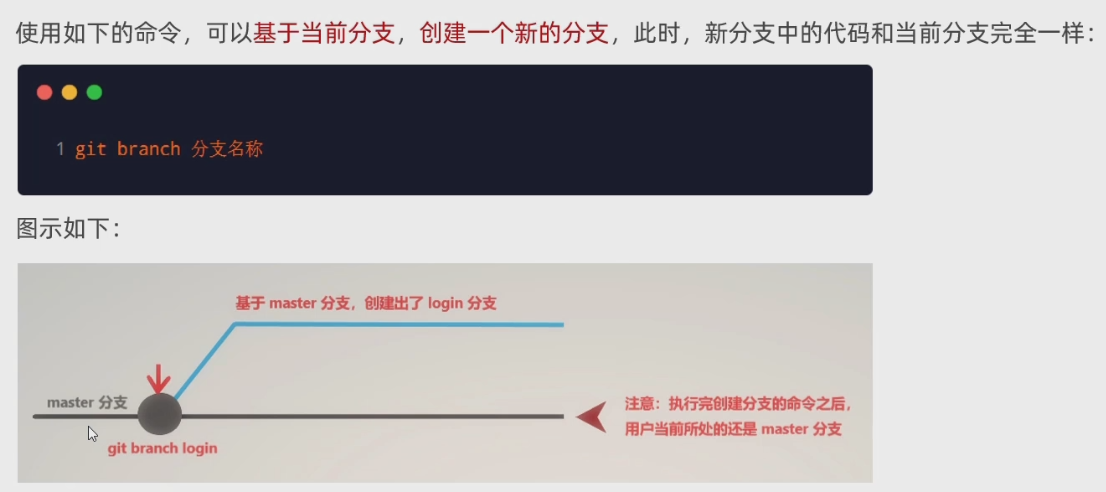 使用如下的命令，可以基于当前分支，创建一个新的分支，此时，新分支中的代码和当前分支完全一样：
1 git branch 分支名称
图示如下：
基于 master 分支，创建出了 login 分支
master 分支
git branch login
注意：执行完创建分支的命令之后，
用户当前所处的还是 master 分支